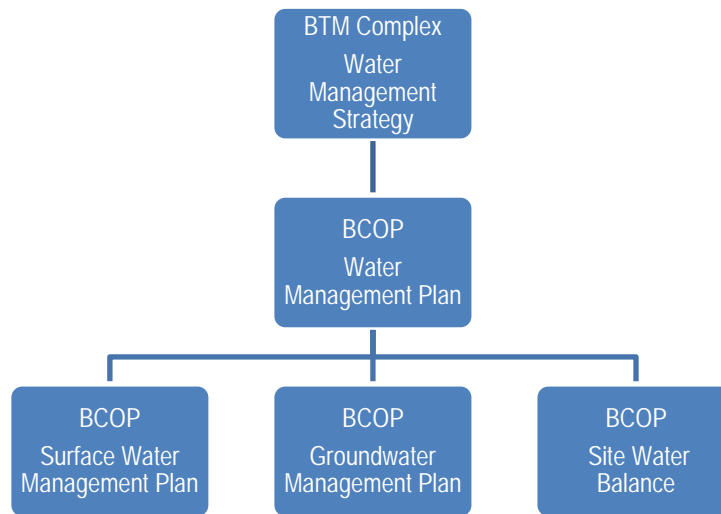 BTM Complex
Water
Management
Strategy
BCOP
Water
Management Plan
BCOP
Surface Water
Management Plan
BCOP
Groundwater
Management Plan
BCOP
Site Water
Balance